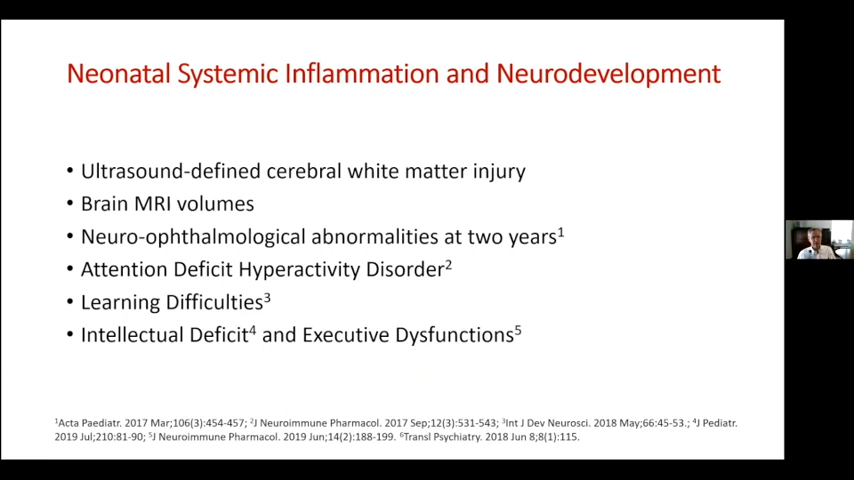 Neonatal Systemic Inflammation and Neurodevelopment
• Ultrasound-defined cerebral white matter injury
• Brain MRI volumes
• Neuro-ophthalmological abnormalities at two years¹
• Attention Deficit Hyperactivity Disorder²
• Learning Difficulties³
• Intellectual Deficit⁴ and Executive Dysfunctions⁵
¹Acta Paediatr. 2017 Mar;106(3):454-457; ²J Neuroimmune Pharmacol. 2017 Sep;12(3):531-543; ³Int J Dev Neurosci. 2018 May;66:45-53.; ⁴J Pediatr.
2019 Jul;210:81-90; ⁵J Neuroimmune Pharmacol. 2019 Jun;14(2):188-199. ⁶Transl Psychiatry. 2018 Jun 8;8(1):115.